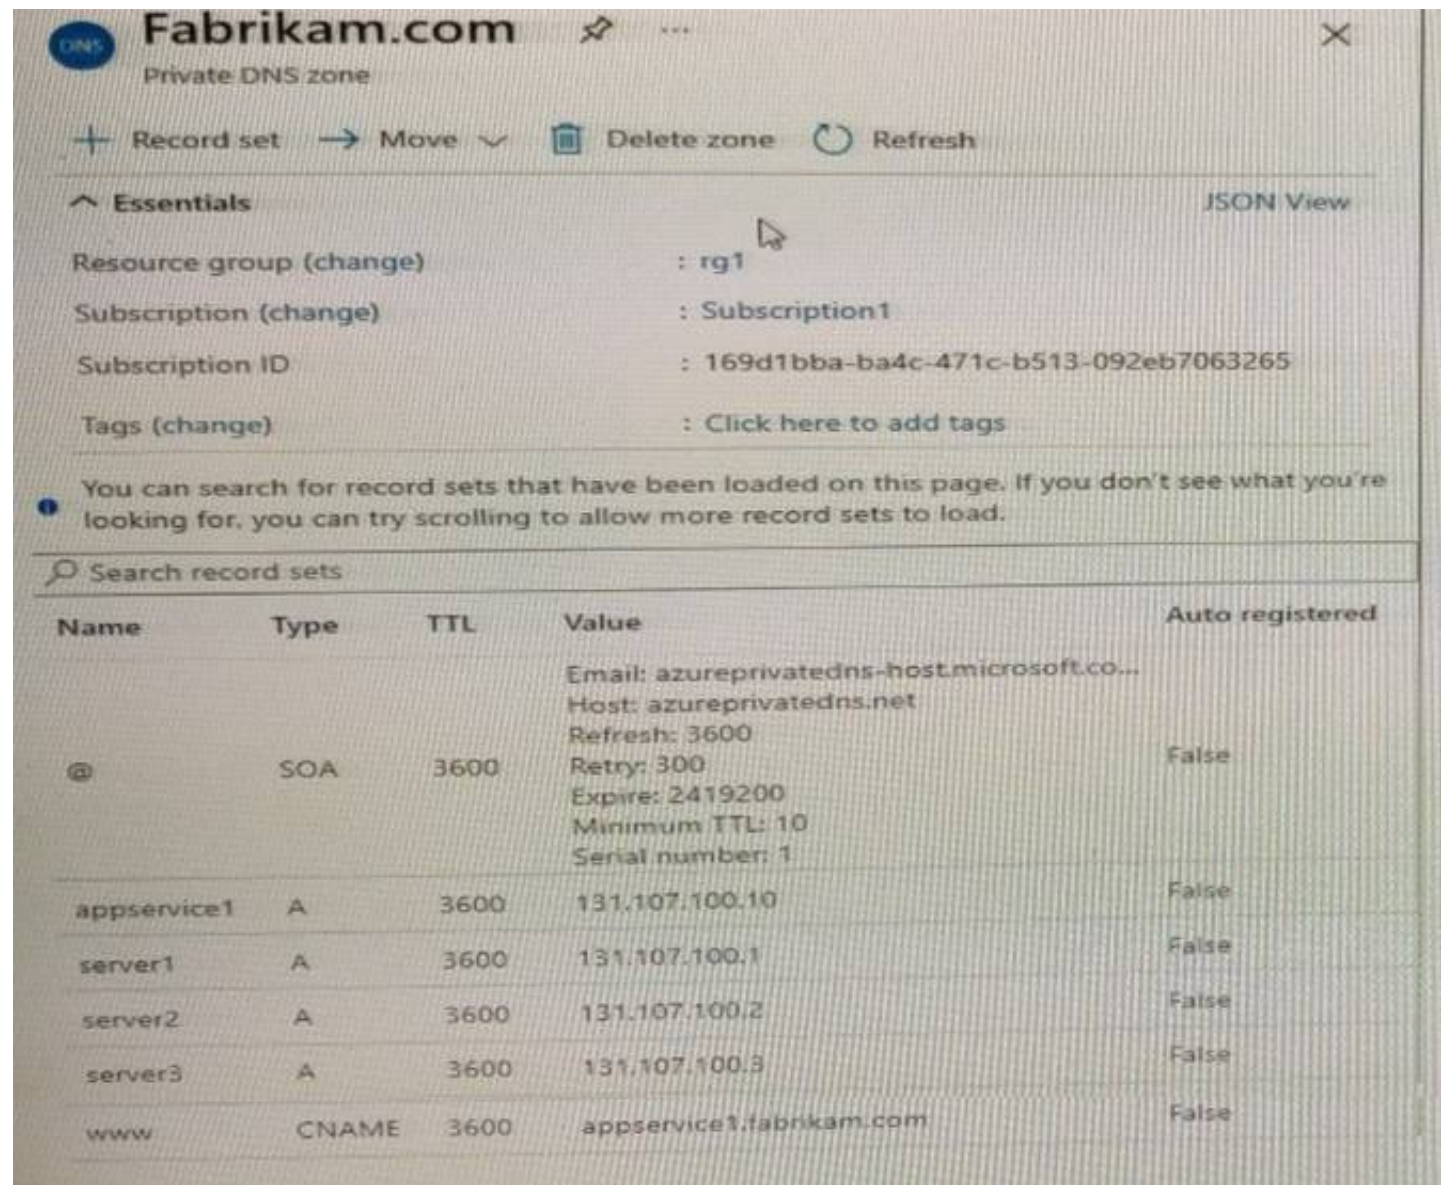 DNS Fabrikam.com ...
Private DNS zone
Record set Move Delete zone Refresh
Essentials JSON View
Resource group (change) : rg1
Subscription (change) : Subscription1
Subscription ID : 169d1bba-ba4c-471c-b513-092eb7063265
Tags (change) : Click here to add tags
You can search for record sets that have been loaded on this page. If you don't see what you're
looking for, you can try scrolling to allow more record sets to load.
Search record sets
Name Type TTL Value Auto registered
Email: azureprivatedns-host.microsoft.co...
Host: azureprivatedns.net
Refresh: 3600
@ SOA 3600 Retry: 300 False
Expire: 2419200
Minimum TTL: 10
Serial number: 1
appservice1 A 3600 131.107.100.10 False
server1 A 3600 131.107.100.1 False
server2 A 3600 131.107.100.2 False
server3 A 3600 131.107.100.3 False
www CNAME 3600 appservice1.fabrikam.com False